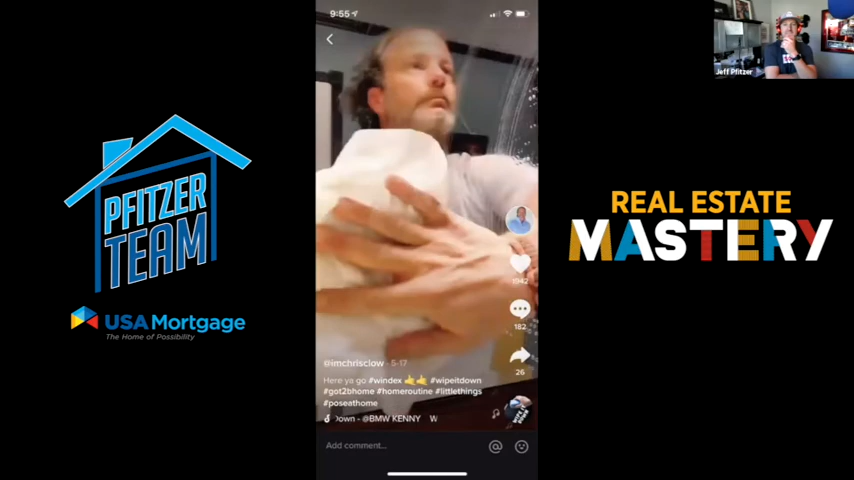 PFITZER
TEAM
USA Mortgage
The Home of Possibility
9:55
1942
182
26
@imchrisclow · 5-17
Here ya go #windex 🤙🤙 #wipeitdown
#got2bhome #homeroutine #littlethings
#poseathome
Down - @BMW KENNY W
Add comment...
Jeff Pfitzer
REAL ESTATE
MASTERY